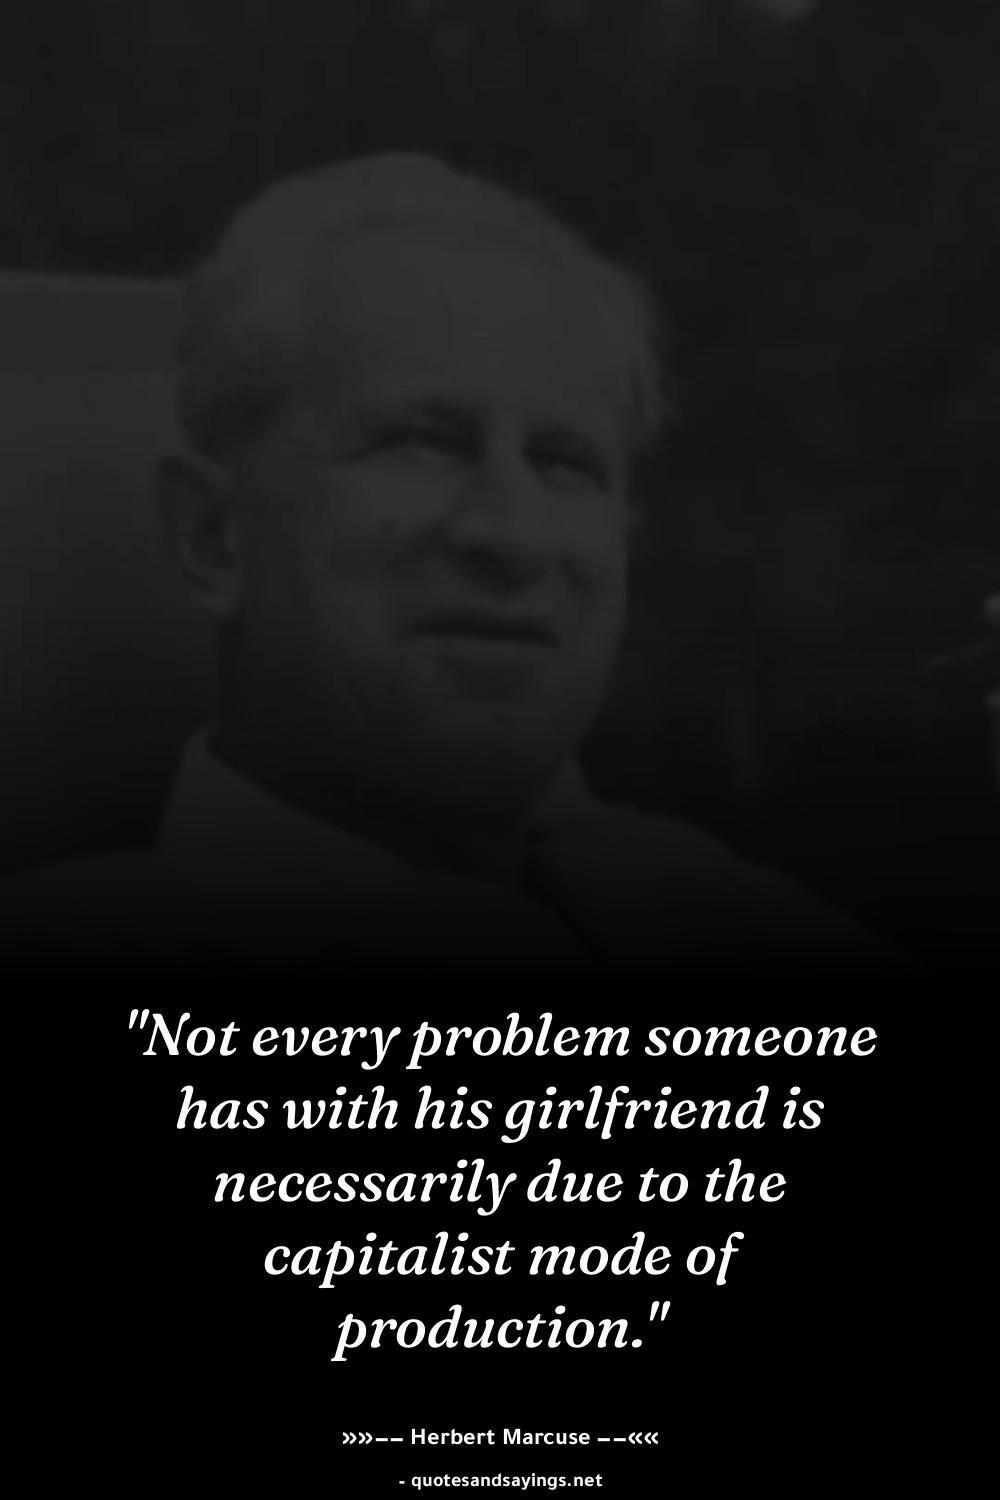 "Not every problem someone
has with his girlfriend is
necessarily due to the
capitalist mode of
production."
»»–– Herbert Marcuse ––««
- quotesandsayings.net